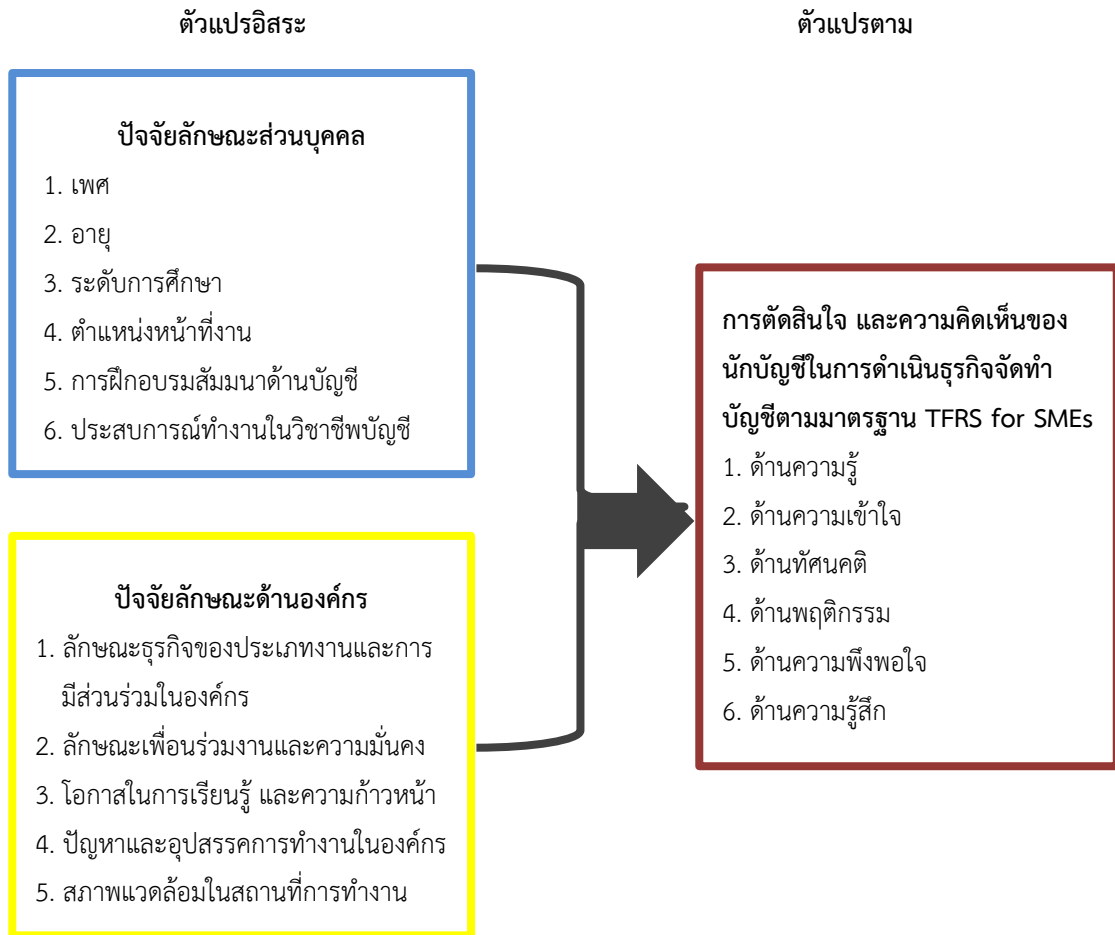 ตัวแปรอิสระ
ตัวแปรตาม
ปัจจัยลักษณะส่วนบุคคล
1. เพศ
2. อายุ
3. ระดับการศึกษา
4. ตำแหน่งหน้าที่งาน
5. การฝึกอบรมสัมมนาด้านบัญชี
6. ประสบการณ์ทำงานในวิชาชีพบัญชี
ปัจจัยลักษณะด้านองค์กร
1. ลักษณะธุรกิจของประเภทงานและการ
มีส่วนร่วมในองค์กร
2. ลักษณะเพื่อนร่วมงานและความมั่นคง
3. โอกาสในการเรียนรู้ และความก้าวหน้า
4. ปัญหาและอุปสรรคการทำงานในองค์กร
5. สภาพแวดล้อมในสถานที่การทำงาน
การตัดสินใจ และความคิดเห็นของ
นักบัญชีในการดำเนินธุรกิจจัดทำ
บัญชีตามมาตรฐาน TFRS for SMEs
1. ด้านความรู้
2. ด้านความเข้าใจ
3. ด้านทัศนคติ
4. ด้านพฤติกรรม
5. ด้านความพึงพอใจ
6. ด้านความรู้สึก